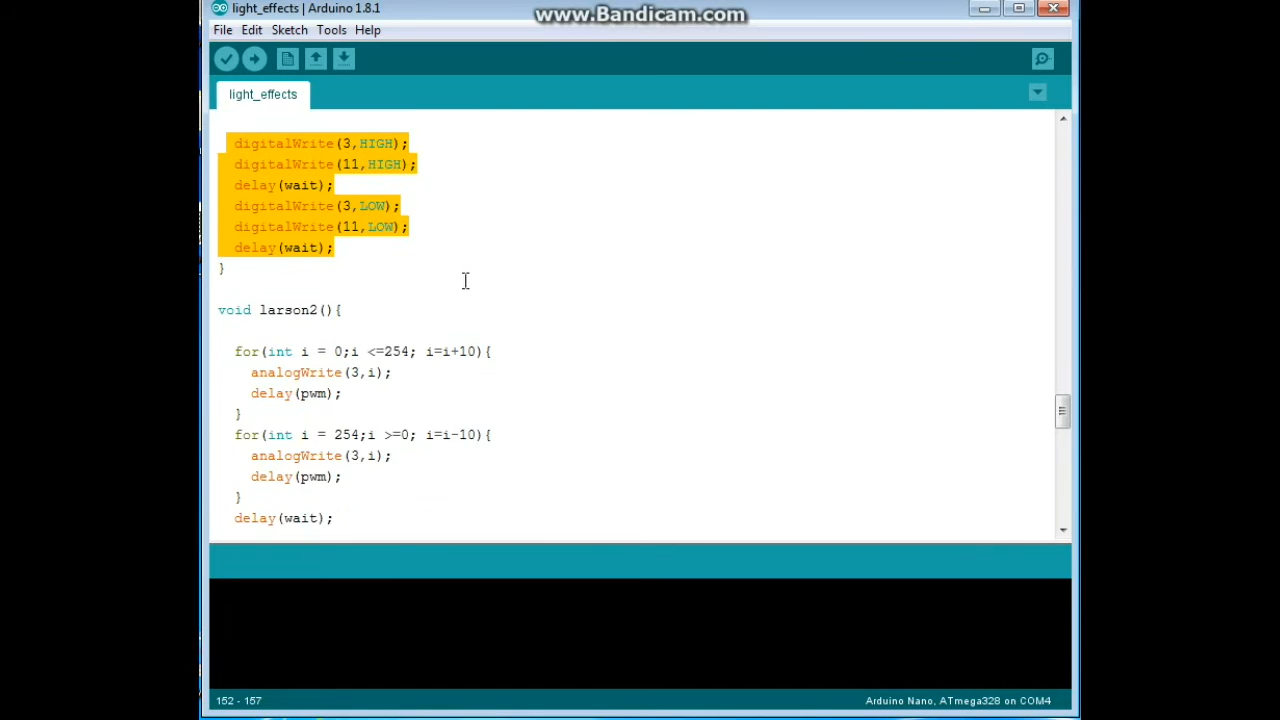 light_effects | Arduino 1.8.1
www.Bandicam.com
File Edit Sketch Tools Help
light_effects
digitalWrite(3,HIGH);
digitalWrite(11,HIGH);
delay(wait);
digitalWrite(3,LOW);
digitalWrite(11,LOW);
delay(wait);
}
void larson2(){
for(int i = 0;i <=254; i=i+10){
analogWrite(3,i);
delay(pwm);
}
for(int i = 254;i >=0; i=i-10){
analogWrite(3,i);
delay(pwm);
}
delay(wait);
152 - 157
Arduino Nano, ATmega328 on COM4